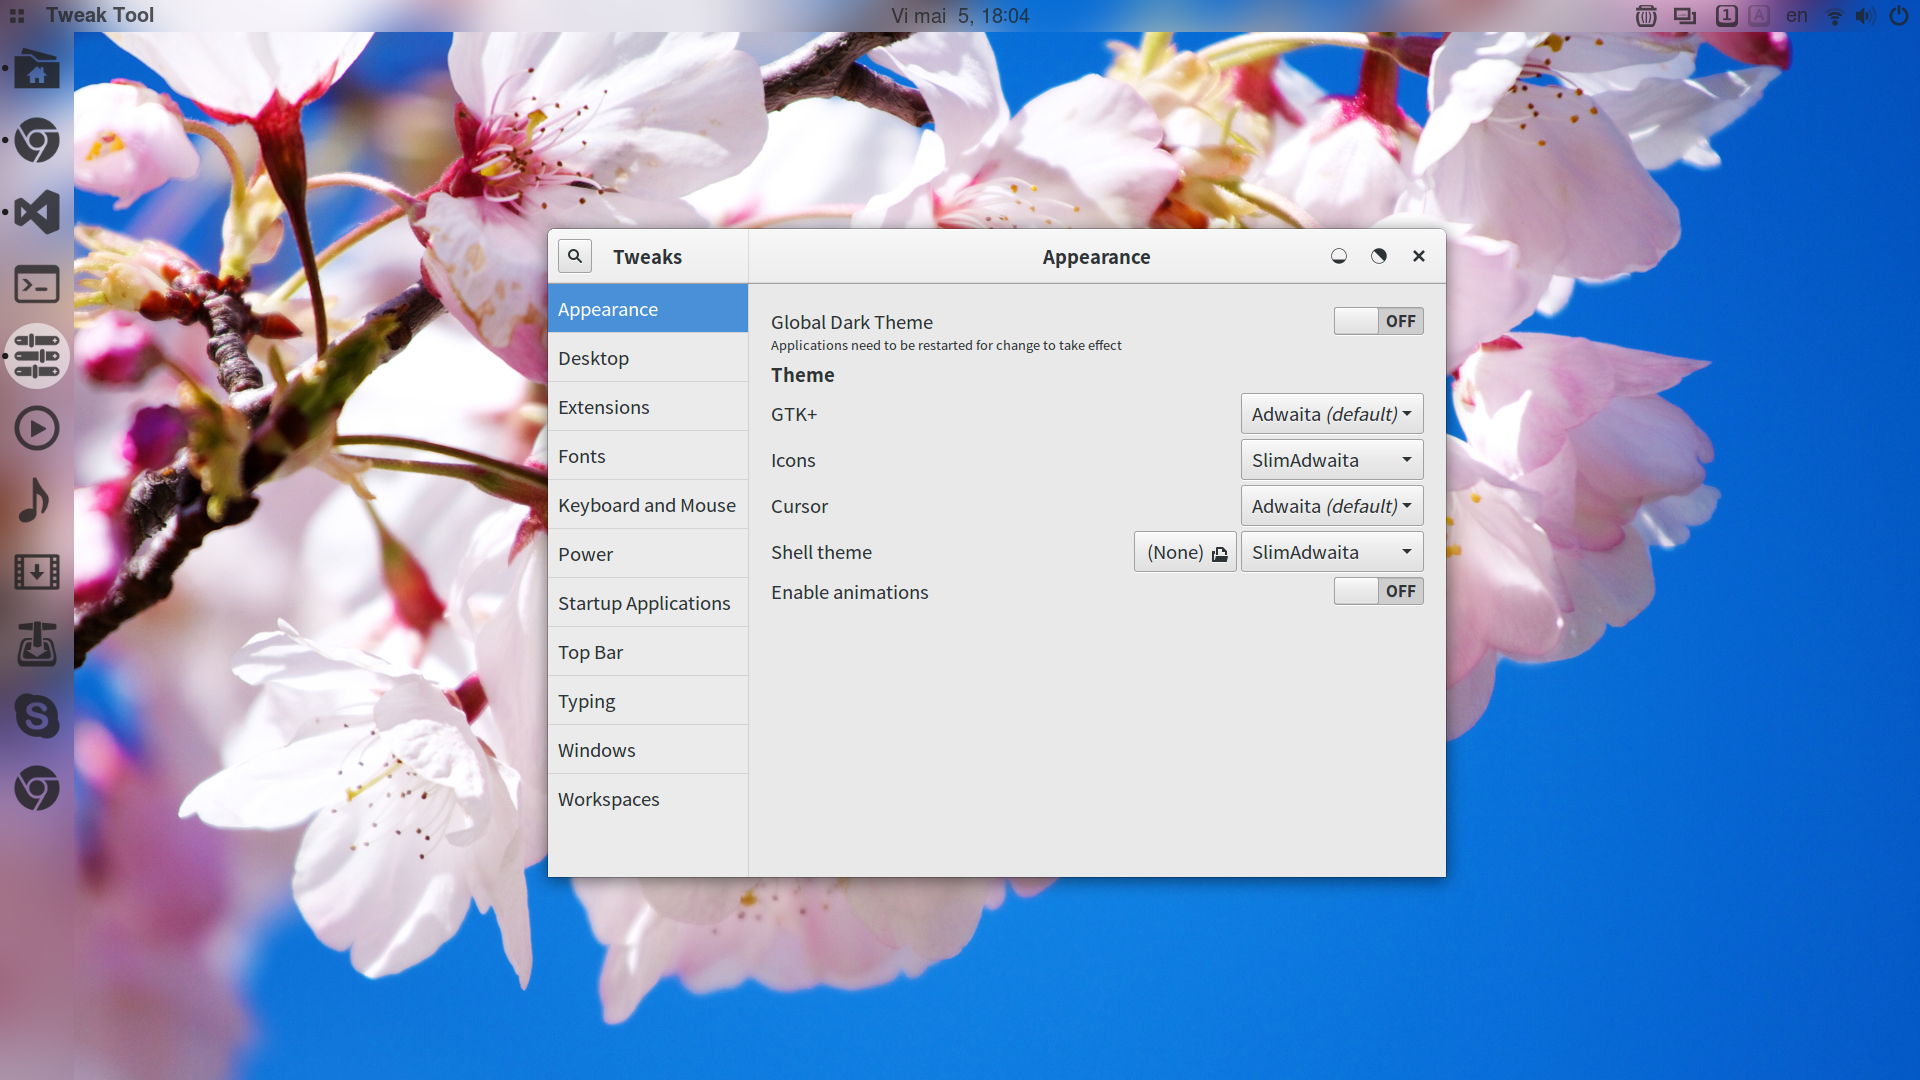 Tweak Tool
Vi mai 5, 18:04
1
A
en
Tweaks
Appearance
Appearance
Desktop
Extensions
Fonts
Keyboard and Mouse
Power
Startup Applications
Top Bar
Typing
Windows
Workspaces
Global Dark Theme
OFF
Applications need to be restarted for change to take effect
Theme
GTK+
Adwaita (default)
Icons
SlimAdwaita
Cursor
Adwaita (default)
Shell theme
(None)
SlimAdwaita
Enable animations
OFF